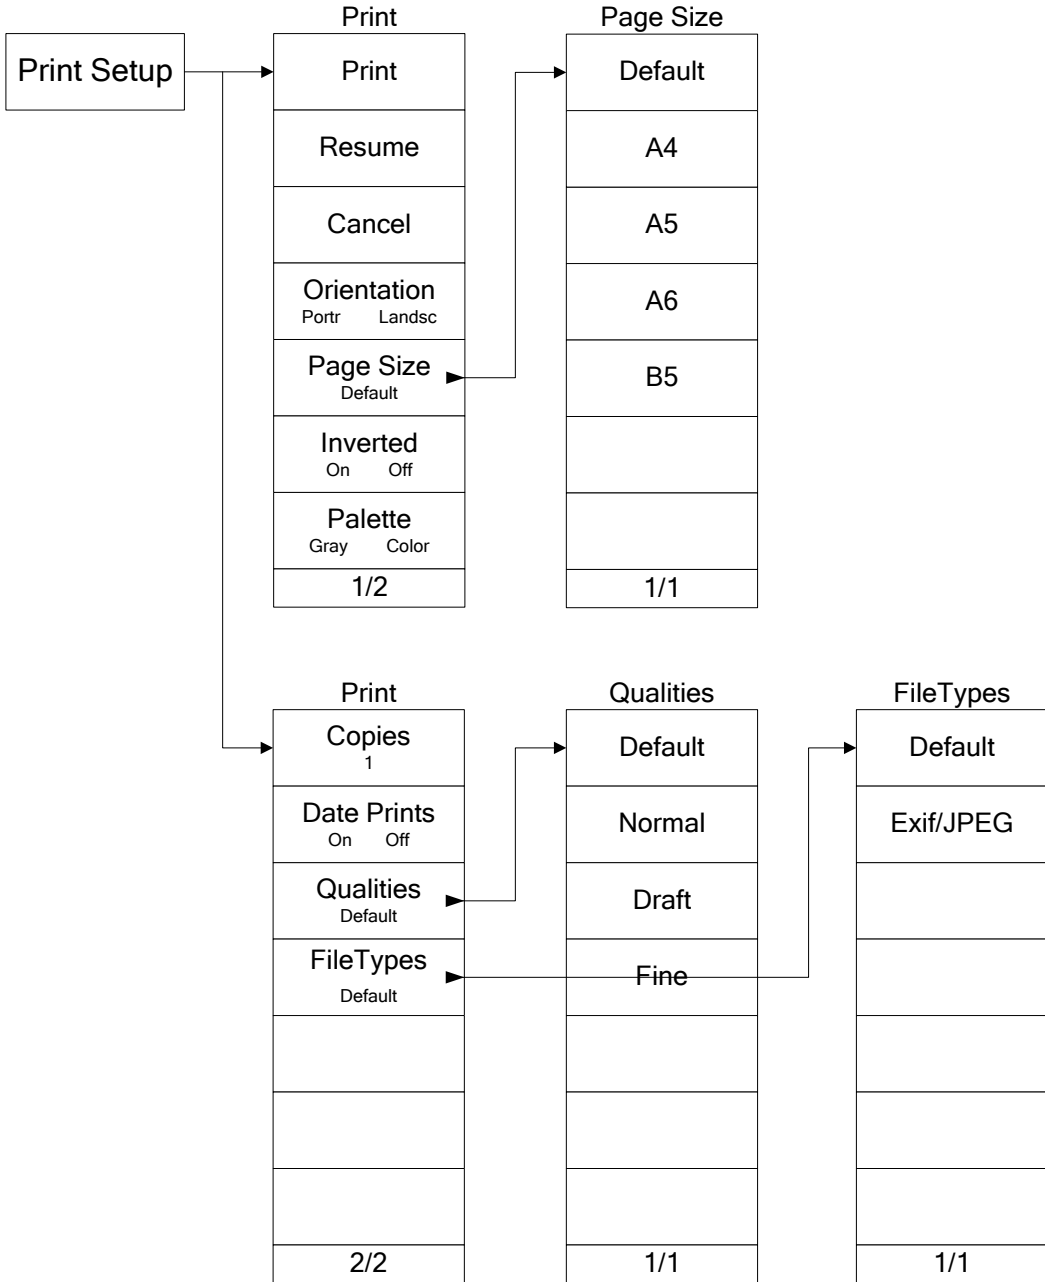 Print
Page Size
Print Setup
Print
Default
Resume
A4
Cancel
A5
Orientation
Portr Landsc
A6
Page Size
Default
B5
Inverted
On Off
Palette
Gray Color
1/2
1/1
Print
Qualities
FileTypes
Copies
1
Default
Default
Date Prints
On Off
Normal
Exif/JPEG
Qualities
Default
Draft
FileTypes
Default
Fine
2/2
1/1
1/1